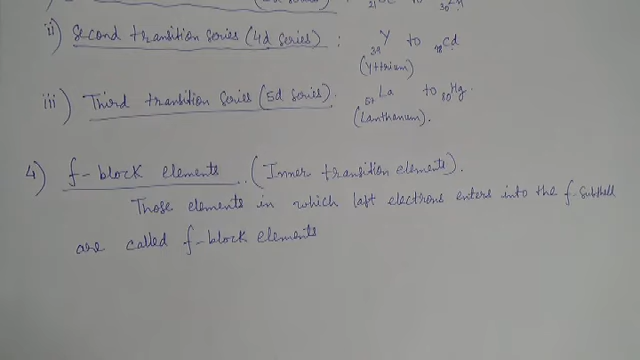 ii) Second transition series (4d series) : 39Y to 48Cd
(Yttrium)
iii) Third transition series (5d series). 57La to 80Hg.
(Lanthanum).
4) f-block elements .. (Inner transition elements).
Those elements in which last electrons enters into the f-subshell
are called f-block elements